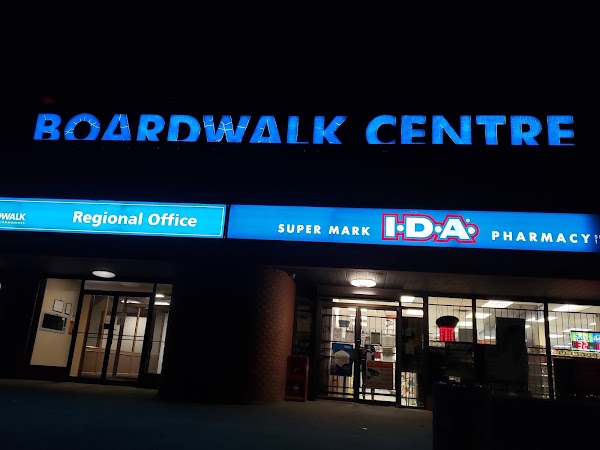 BOARDWALK CENTRE
Regional Office
SUPER MARK I·D·A· PHARMACY